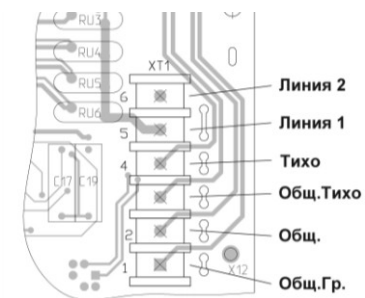 RU3
RU4
RU5
RU6
XT1
6
5
4
2
1
C17
C19
X12
Линия 2
Линия 1
Тихо
Общ.Тихо
Общ.
Общ.Гр.